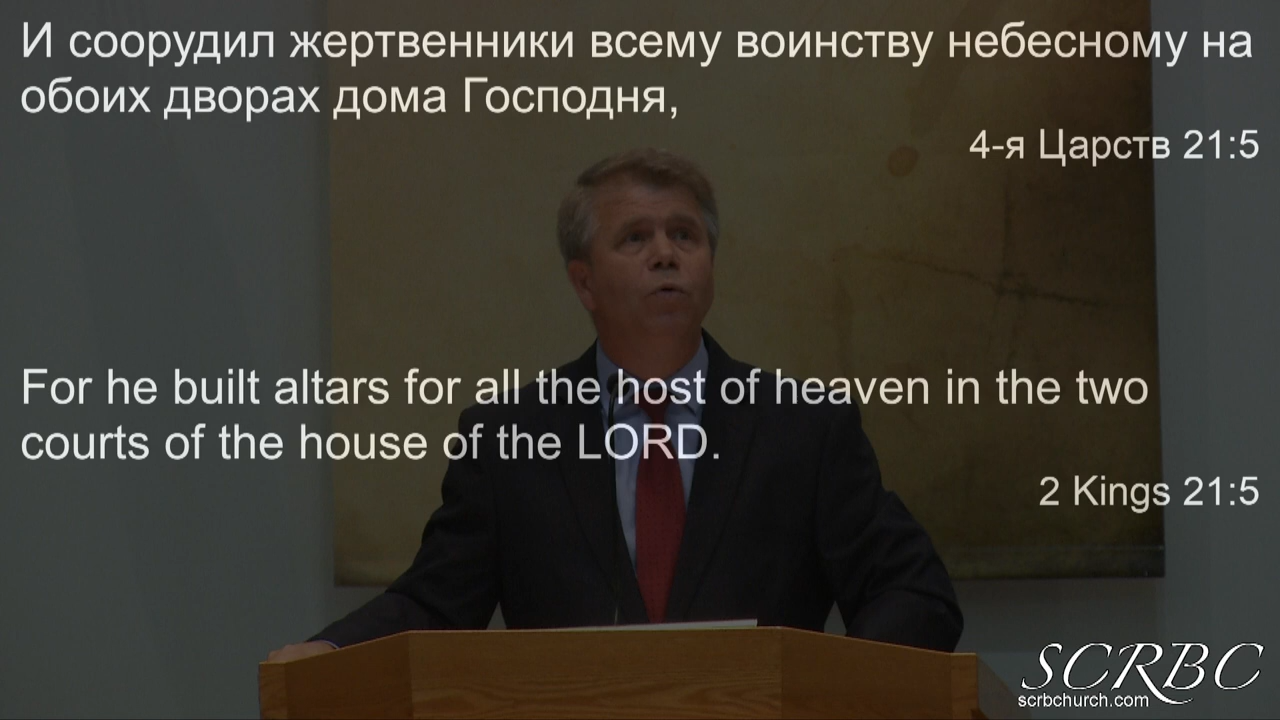 И соорудил жертвенники всему воинству небесному на
обоих дворах дома Господня,
4-я Царств 21:5
For he built altars for all the host of heaven in the two
courts of the house of the LORD.
2 Kings 21:5
SCRBC
scrbchurch.com